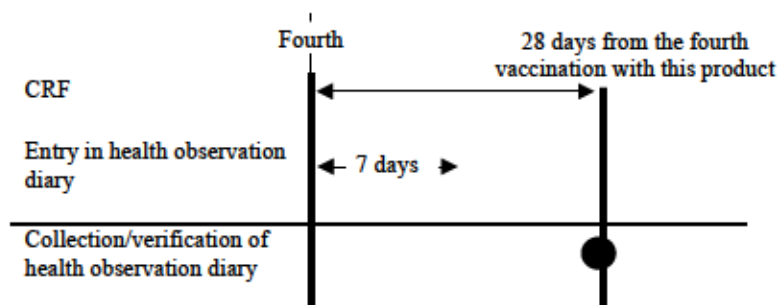 Fourth
28 days from the fourth
vaccination with this product
CRF
Entry in health observation
diary
7 days
Collection/verification of
health observation diary